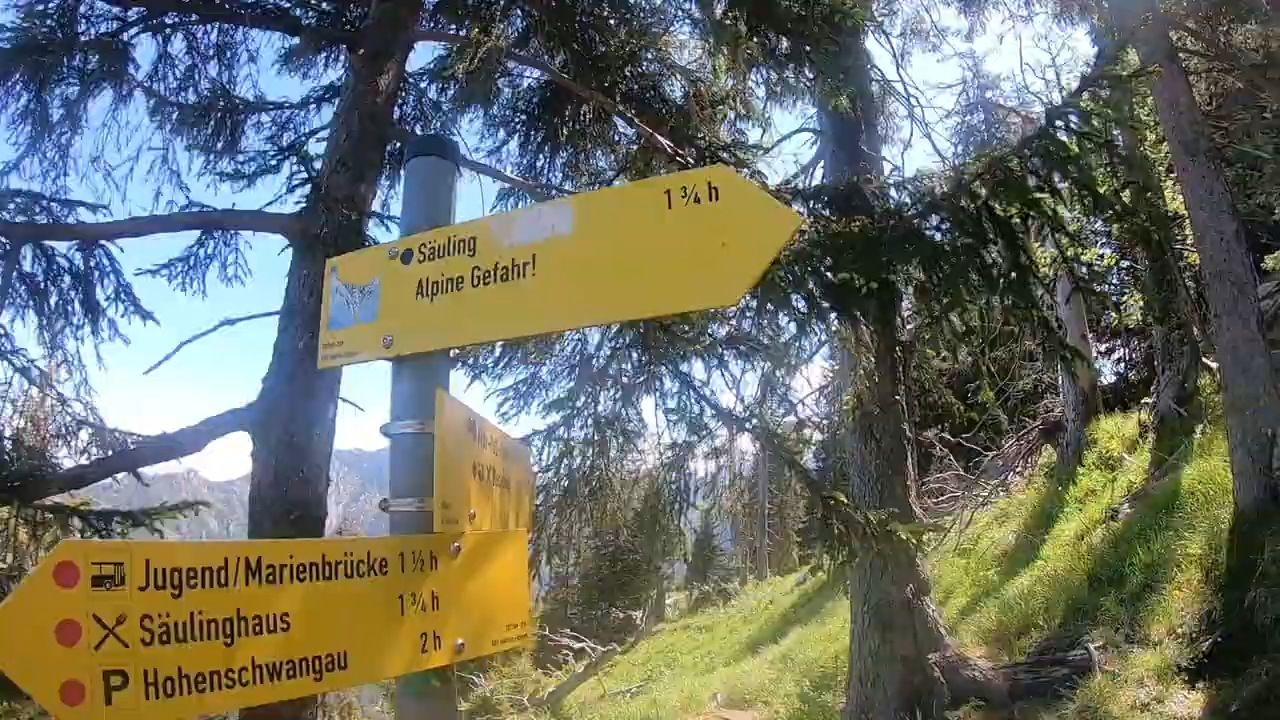 Säuling 1 ¾ h
Alpine Gefahr!
Jugend/Marienbrücke 1 ½ h
Säulinghaus 1 ¾ h
P Hohenschwangau 2 h